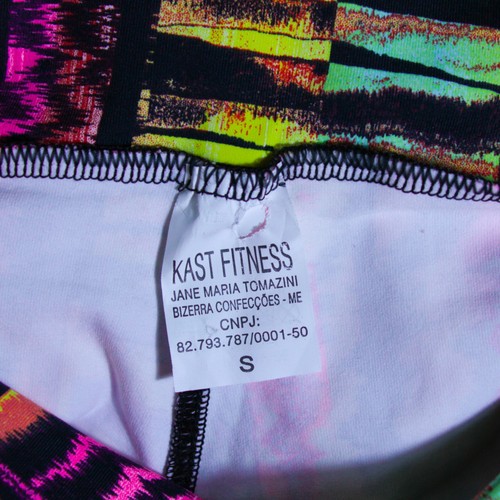 KAST FITNESS
JANE MARIA TOMAZINI
BIZERRA CONFECÇÕES - ME
CNPJ:
82.793.787/0001-50
S